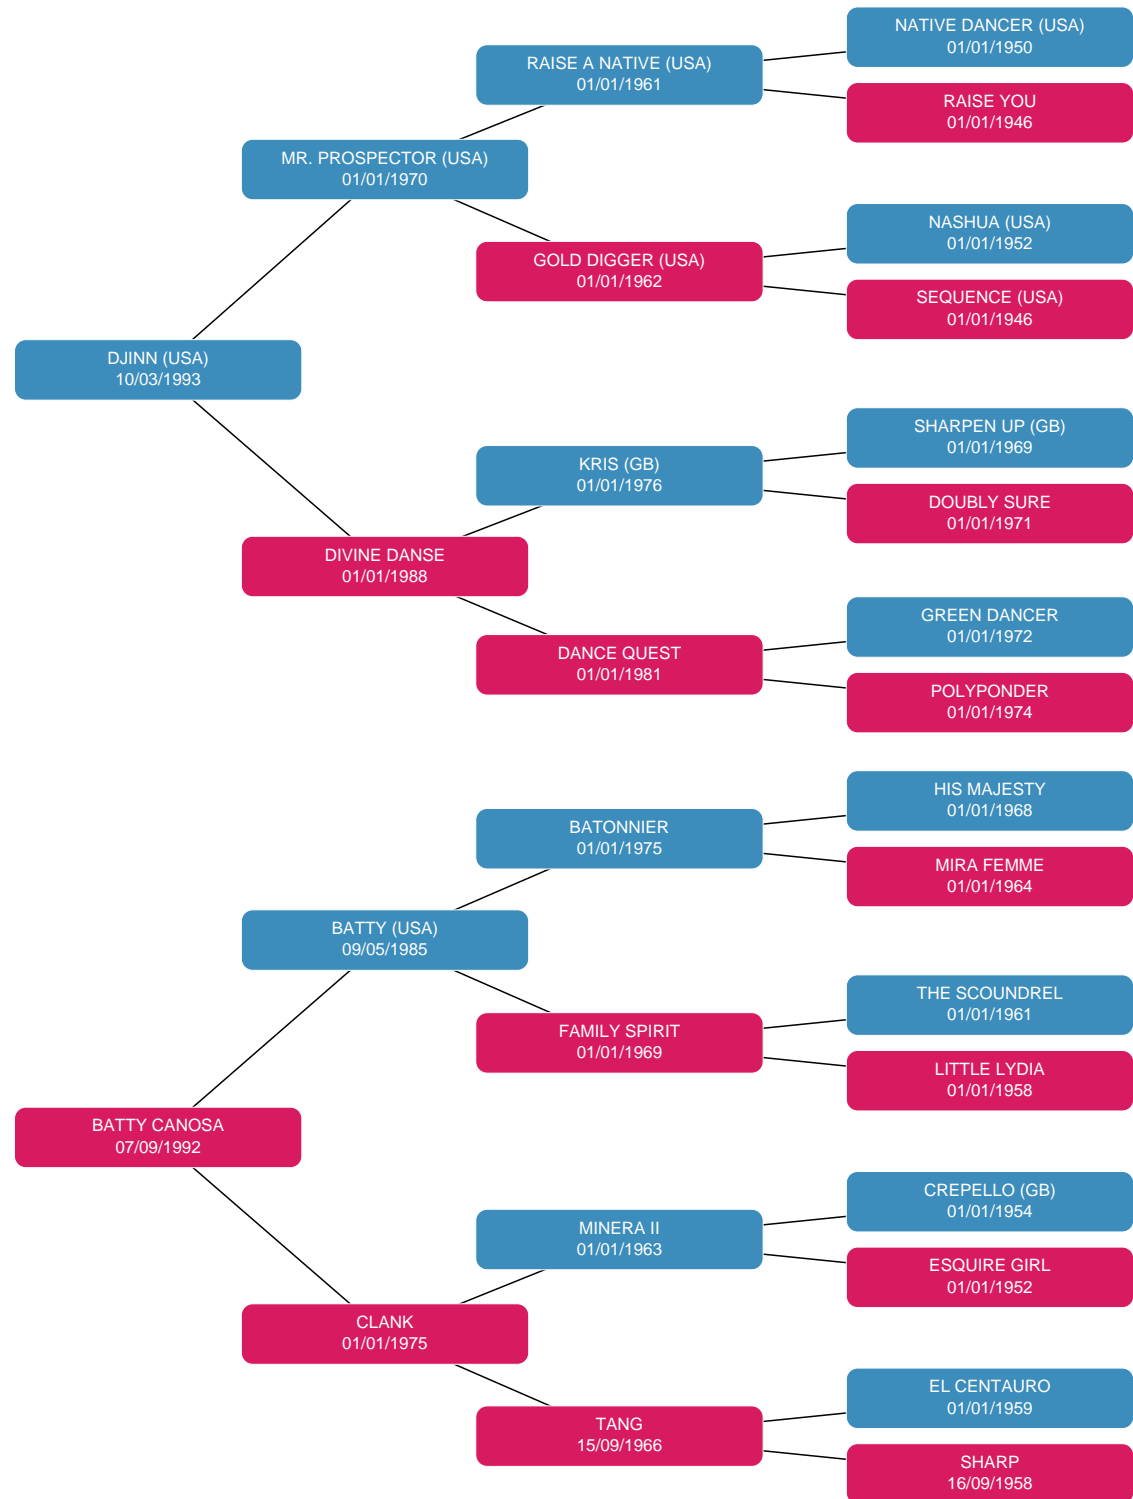 NATIVE DANCER (USA)
01/01/1950
RAISE A NATIVE (USA)
01/01/1961
RAISE YOU
01/01/1946
MR. PROSPECTOR (USA)
01/01/1970
NASHUA (USA)
01/01/1952
GOLD DIGGER (USA)
01/01/1962
SEQUENCE (USA)
01/01/1946
DJINN (USA)
10/03/1993
SHARPEN UP (GB)
01/01/1969
KRIS (GB)
01/01/1976
DOUBLY SURE
01/01/1971
DIVINE DANSE
01/01/1988
GREEN DANCER
01/01/1972
DANCE QUEST
01/01/1981
POLYPONDER
01/01/1974
HIS MAJESTY
01/01/1968
BATONNIER
01/01/1975
MIRA FEMME
01/01/1964
BATTY (USA)
09/05/1985
THE SCOUNDREL
01/01/1961
FAMILY SPIRIT
01/01/1969
LITTLE LYDIA
01/01/1958
BATTY CANOSA
07/09/1992
CREPELLO (GB)
01/01/1954
MINERA II
01/01/1963
ESQUIRE GIRL
01/01/1952
CLANK
01/01/1975
EL CENTAURO
01/01/1959
TANG
15/09/1966
SHARP
16/09/1958